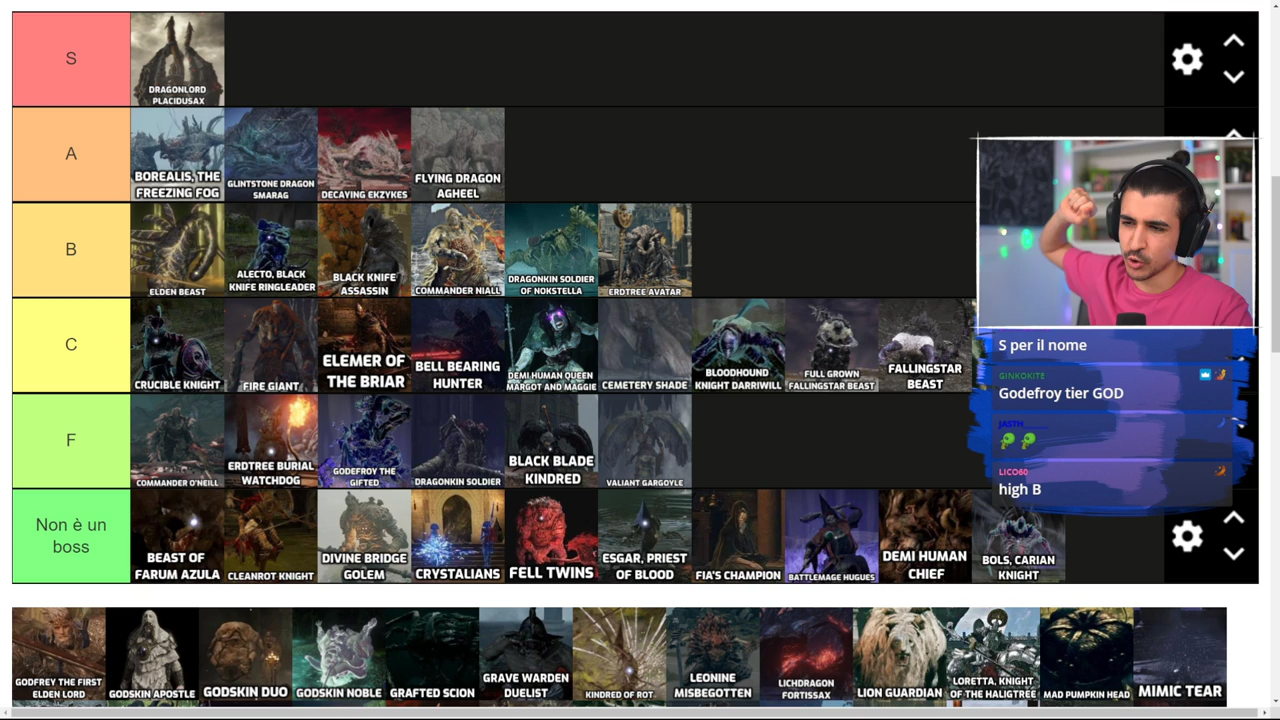 S
DRAGONLORD
PLACIDUSAX
A
BOREALIS, THE
FREEZING FOG
GLINTSTONE DRAGON
SMARAG
DECAYING EKZYKES
FLYING DRAGON
AGHEEL
B
ELDEN BEAST
ALECTO, BLACK
KNIFE RINGLEADER
BLACK KNIFE
ASSASSIN
COMMANDER NIALL
DRAGONKIN SOLDIER
OF NOKSTELLA
ERDTREE AVATAR
C
CRUCIBLE KNIGHT
FIRE GIANT
ELEMER OF
THE BRIAR
BELL BEARING
HUNTER
DEMI HUMAN QUEEN
MARGOT AND MAGGIE
CEMETERY SHADE
BLOODHOUND
KNIGHT DARRIWILL
FULL GROWN
FALLINGSTAR BEAST
FALLINGSTAR
BEAST
S per il nome
GINKOKITE
Godefroy tier GOD
LICO60
high B
F
COMMANDER O'NEILL
ERDTREE BURIAL
WATCHDOG
GODEFROY THE
GIFTED
DRAGONKIN SOLDIER
BLACK BLADE
KINDRED
VALIANT GARGOYLE
Non è un
boss
BEAST OF
FARUM AZULA
CLEANROT KNIGHT
DIVINE BRIDGE
GOLEM
CRYSTALIANS
FELL TWINS
ESGAR, PRIEST
OF BLOOD
FIA'S CHAMPION
BATTLEMAGE HUGUES
DEMI HUMAN
CHIEF
BOLS, CARIAN
KNIGHT
GODFREY THE FIRST
ELDEN LORD
GODSKIN APOSTLE
GODSKIN DUO
GODSKIN NOBLE
GRAFTED SCION
GRAVE WARDEN
DUELIST
KINDRED OF ROT
LEONINE
MISBEGOTTEN
LICHDRAGON
FORTISSAX
LION GUARDIAN
LORETTA, KNIGHT
OF THE HALIGTREE
MAD PUMPKIN HEAD
MIMIC TEAR